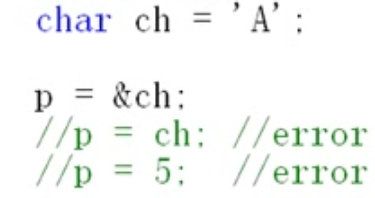 char ch = 'A';
p = &ch;
//p = ch; //error
//p = 5; //error